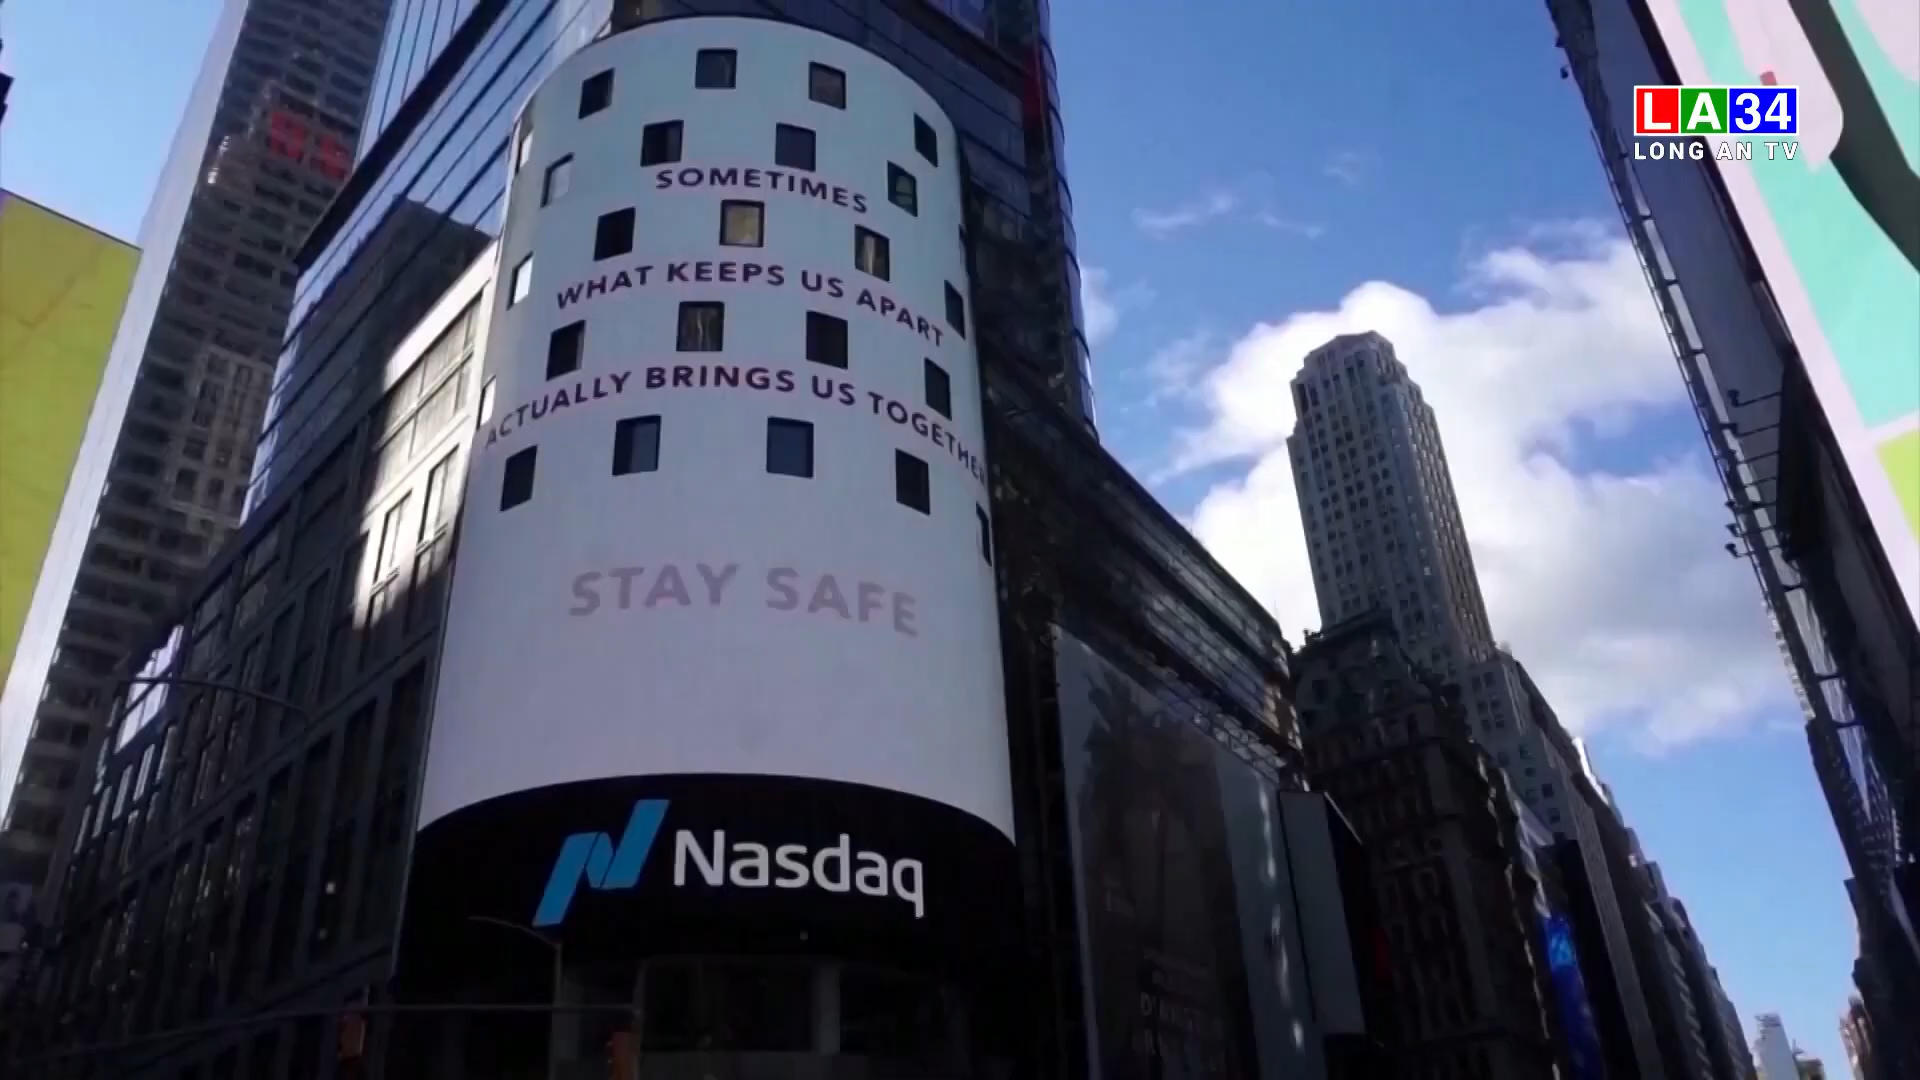 LA34
LONG AN TV
SOMETIMES
WHAT KEEPS US APART
ACTUALLY BRINGS US TOGETHER
STAY SAFE
Nasdaq